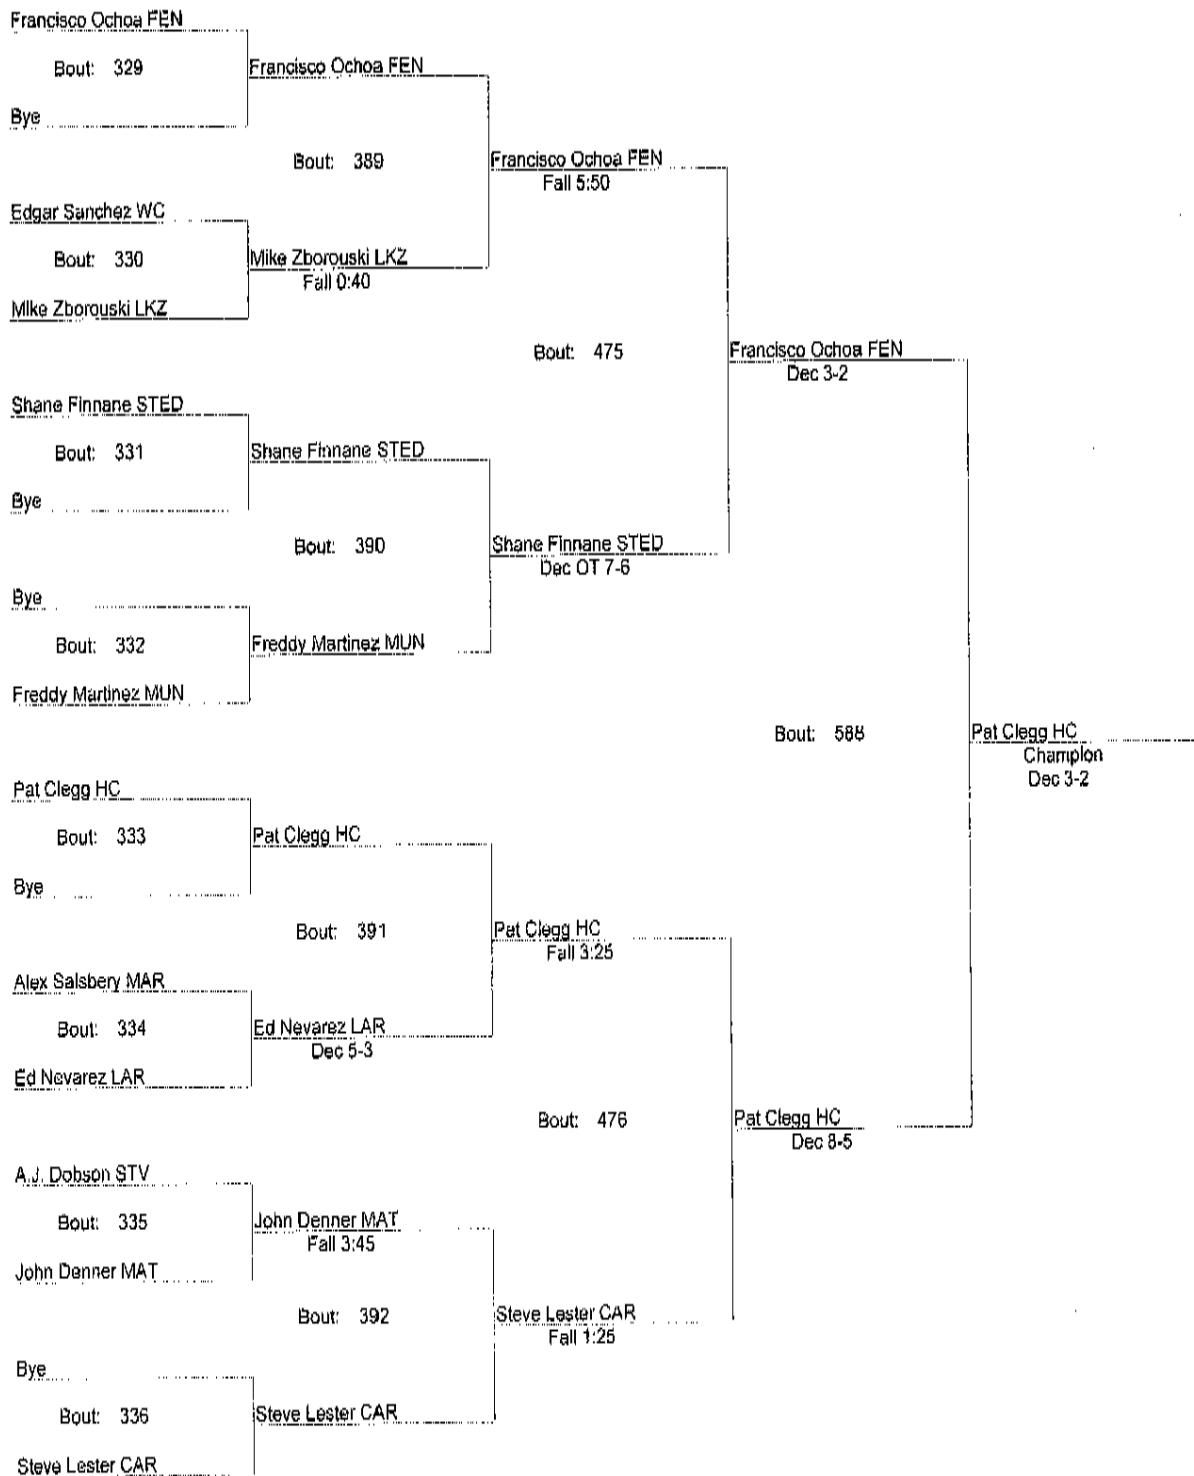 Francisco Ochoa FEN
Bout: 329
Francisco Ochoa FEN
Bye
Bout: 389
Francisco Ochoa FEN
Fall 5:50
Edgar Sanchez WC
Bout: 330
Mike Zborouski LKZ
Fall 0:40
Mike Zborouski LKZ
Bout: 475
Francisco Ochoa FEN
Dec 3-2
Shane Finnane STED
Bout: 331
Shane Finnane STED
Bye
Bout: 390
Shane Finnane STED
Dec OT 7-6
Bye
Bout: 332
Freddy Martinez MUN
Freddy Martinez MUN
Bout: 588
Pat Clegg HC
Champion
Dec 3-2
Pat Clegg HC
Bout: 333
Pat Clegg HC
Bye
Bout: 391
Pat Clegg HC
Fall 3:25
Alex Salsbery MAR
Bout: 334
Ed Nevarez LAR
Dec 5-3
Ed Nevarez LAR
Bout: 476
Pat Clegg HC
Dec 8-5
A.J. Dobson STV
Bout: 335
John Denner MAT
Fall 3:45
John Denner MAT
Bout: 392
Steve Lester CAR
Fall 1:25
Bye
Bout: 336
Steve Lester CAR
Steve Lester CAR